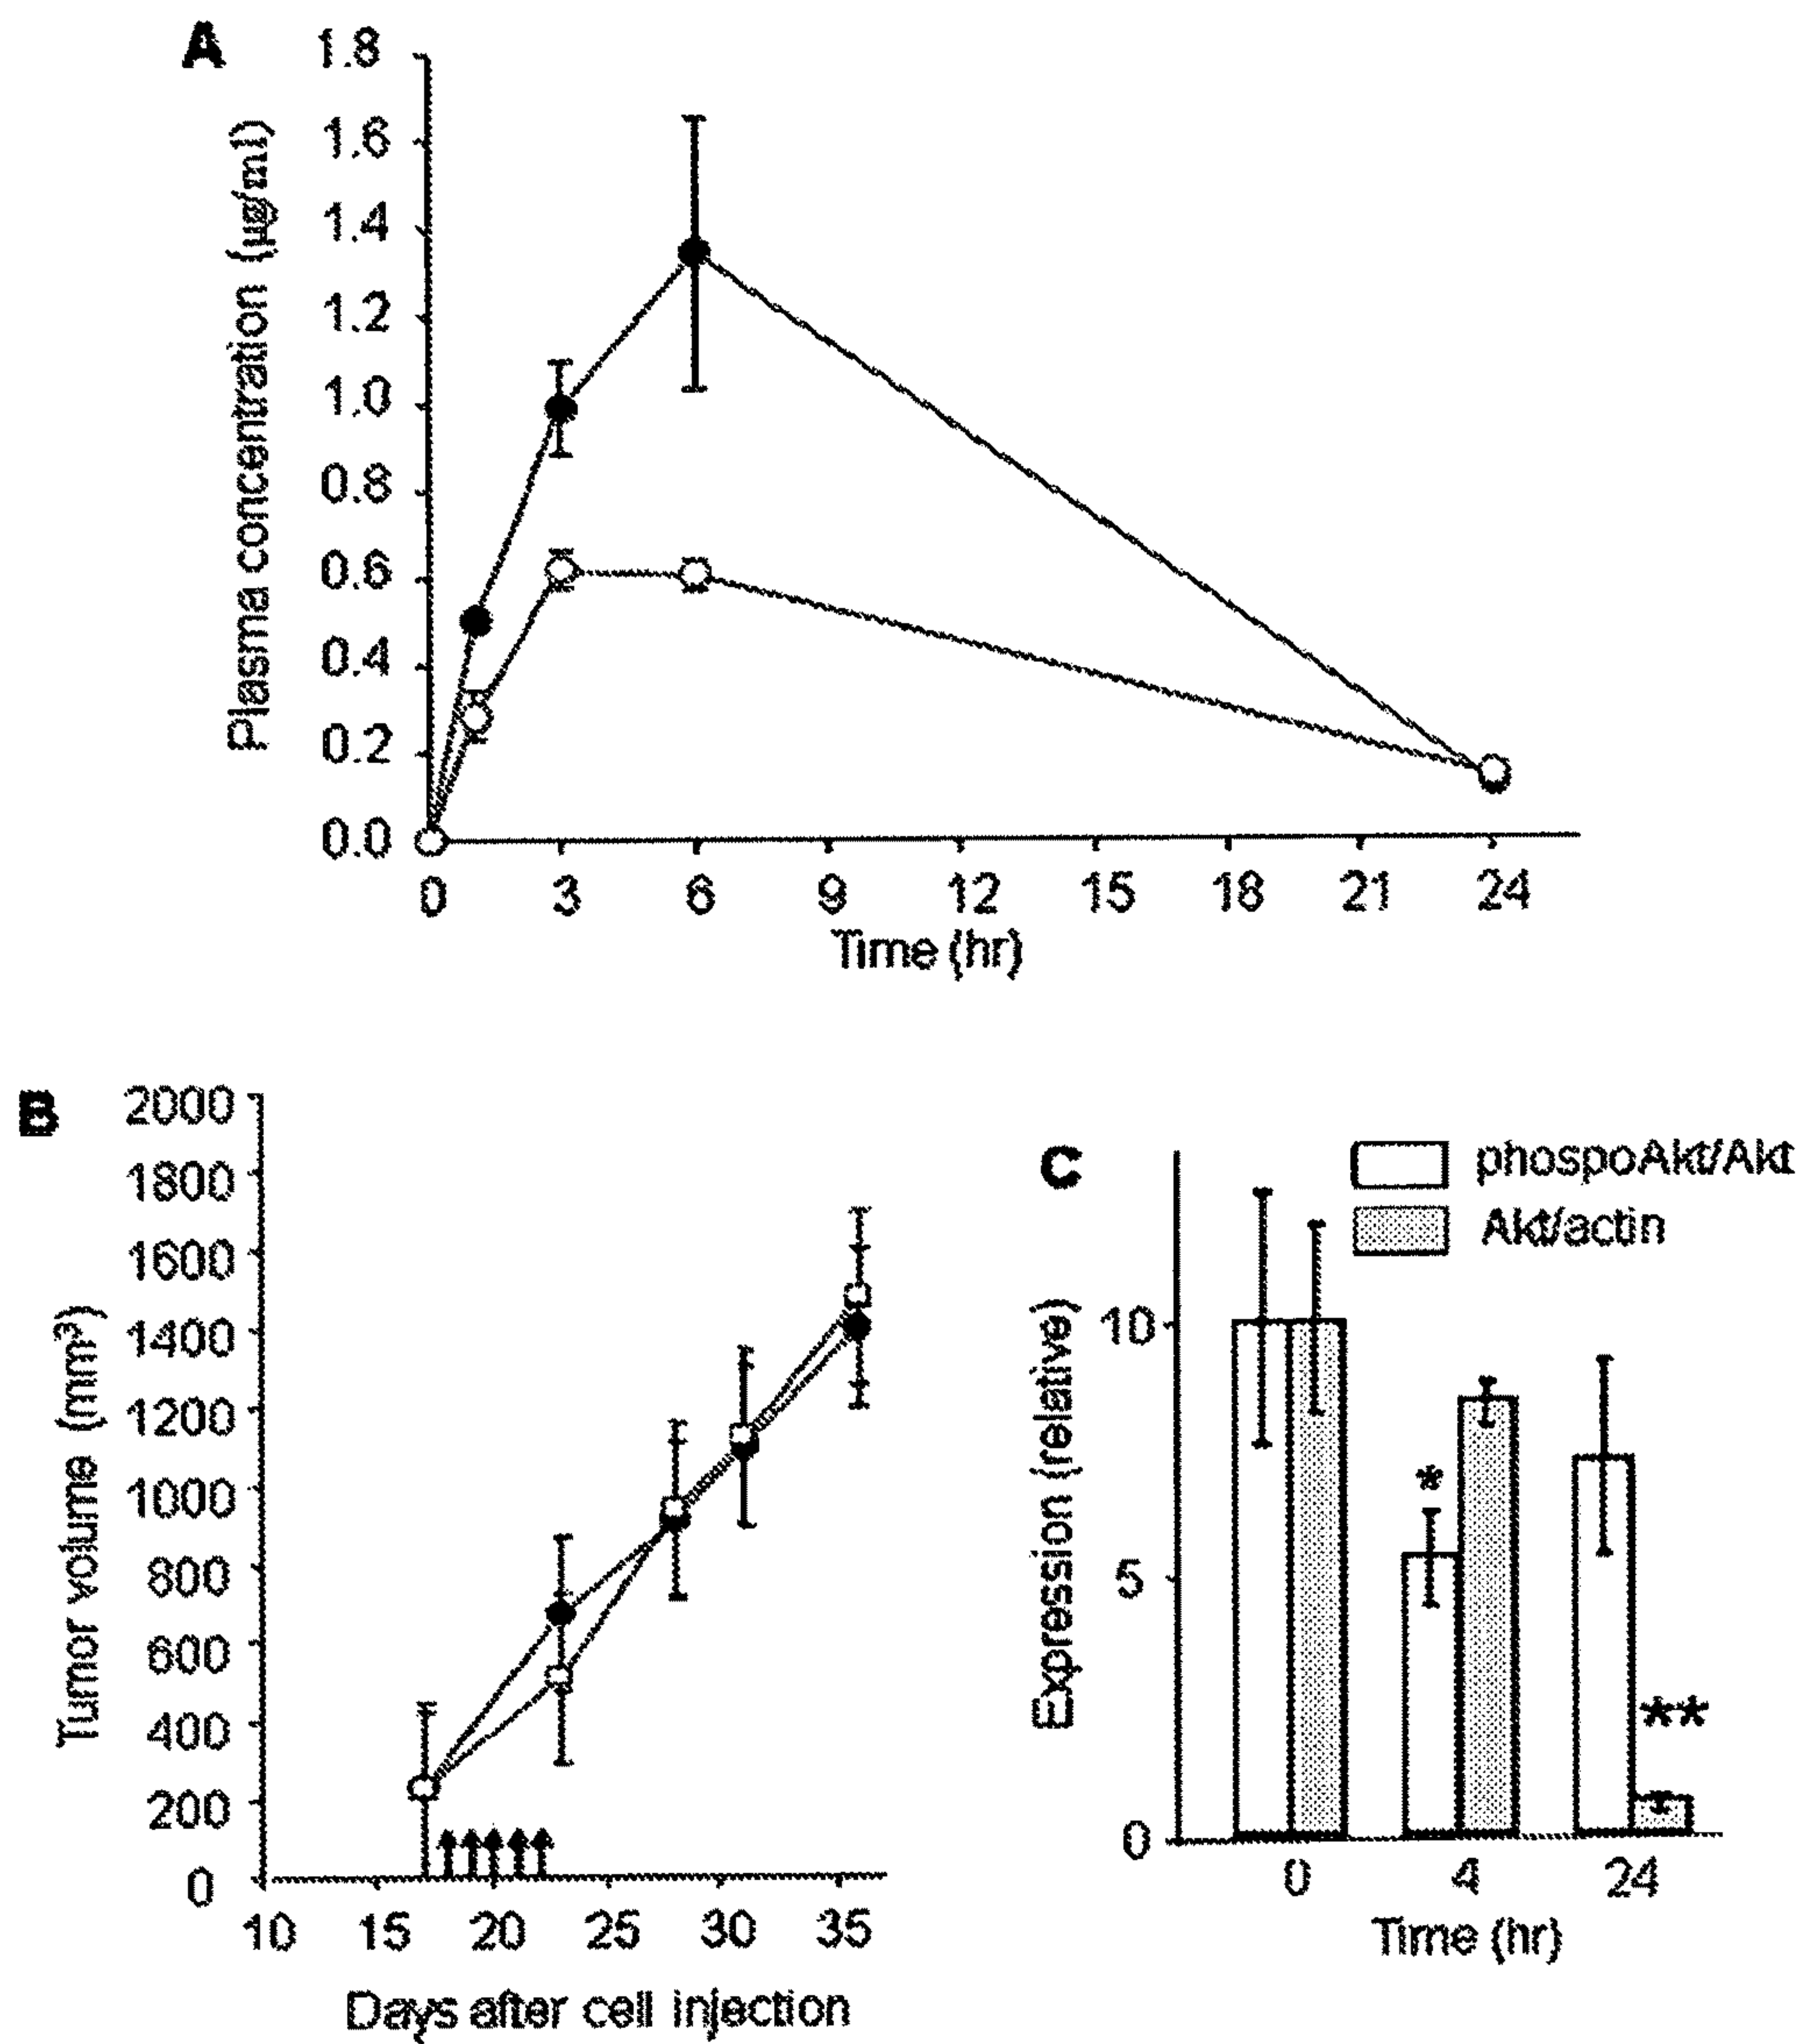 A
Plasma concentration (µg/ml)
1.8
1.6
1.4
1.2
1.0
0.8
0.6
0.4
0.2
0.0
0 3 6 9 12 15 18 21 24
Time (hr)
B
Tumor volume (mm³)
2000
1800
1600
1400
1200
1000
800
600
400
200
0
10 15 20 25 30 35
Days after cell injection
C
phospoAkt/Akt
Akt/actin
Expression (relative)
10
5
0
*
**
0 4 24
Time (hr)